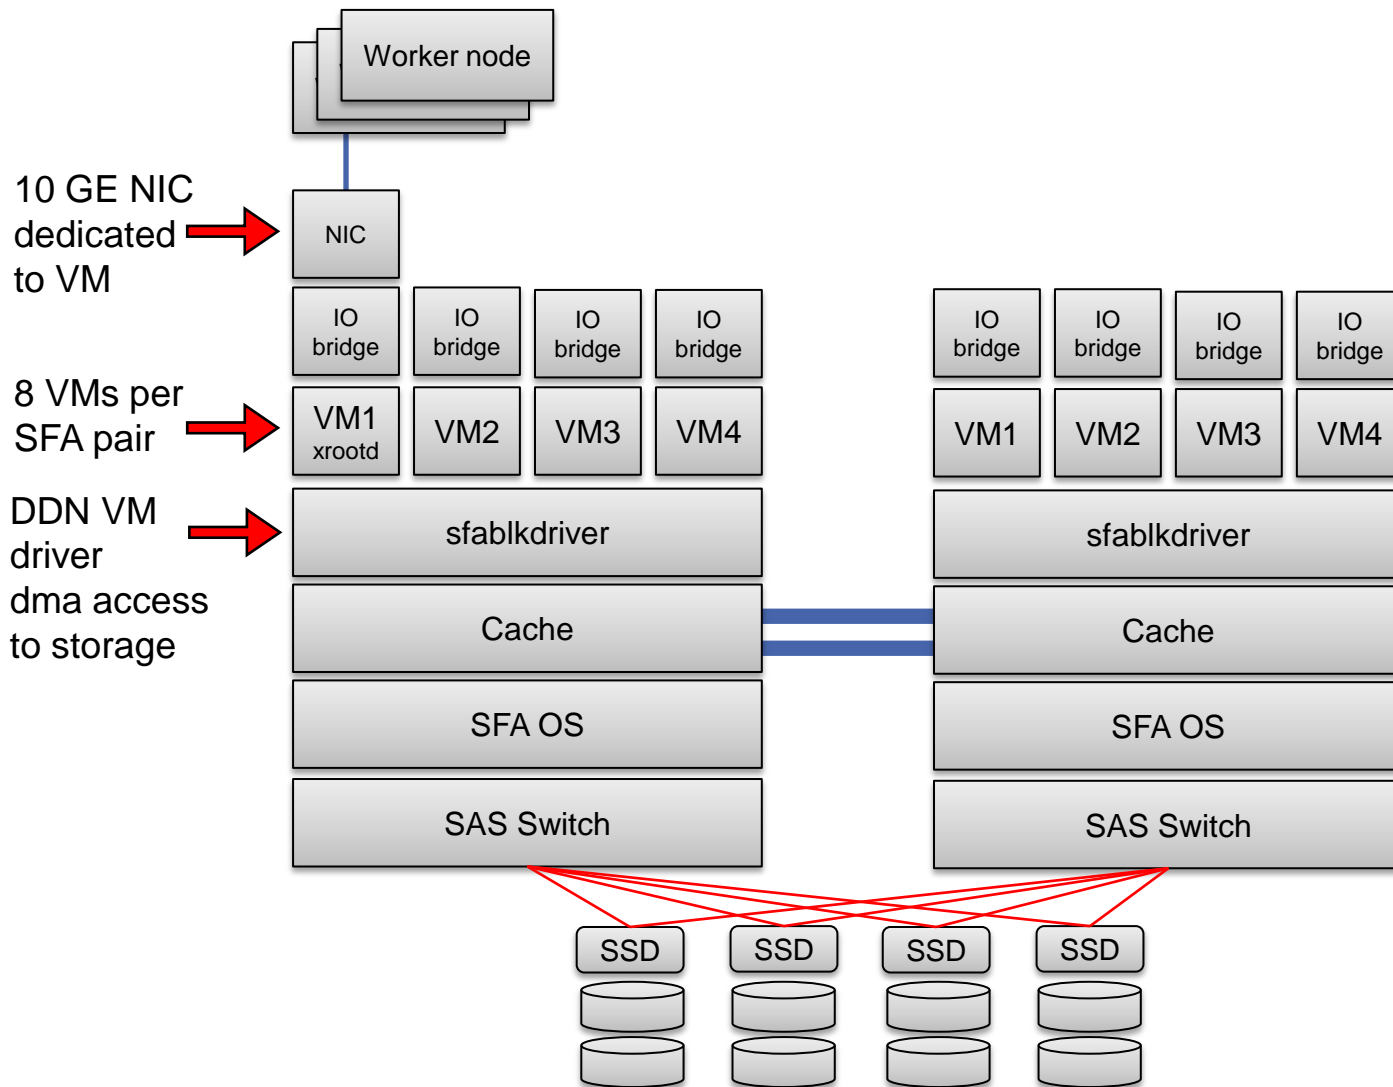 Worker node
10 GE NIC
dedicated
to VM
NIC
IO
bridge
IO
bridge
IO
bridge
IO
bridge
IO
bridge
IO
bridge
IO
bridge
IO
bridge
8 VMs per
SFA pair
VM1
xrootd
VM2
VM3
VM4
VM1
VM2
VM3
VM4
DDN VM
driver
dma access
to storage
sfablkdriver
sfablkdriver
Cache
Cache
SFA OS
SFA OS
SAS Switch
SAS Switch
SSD
SSD
SSD
SSD